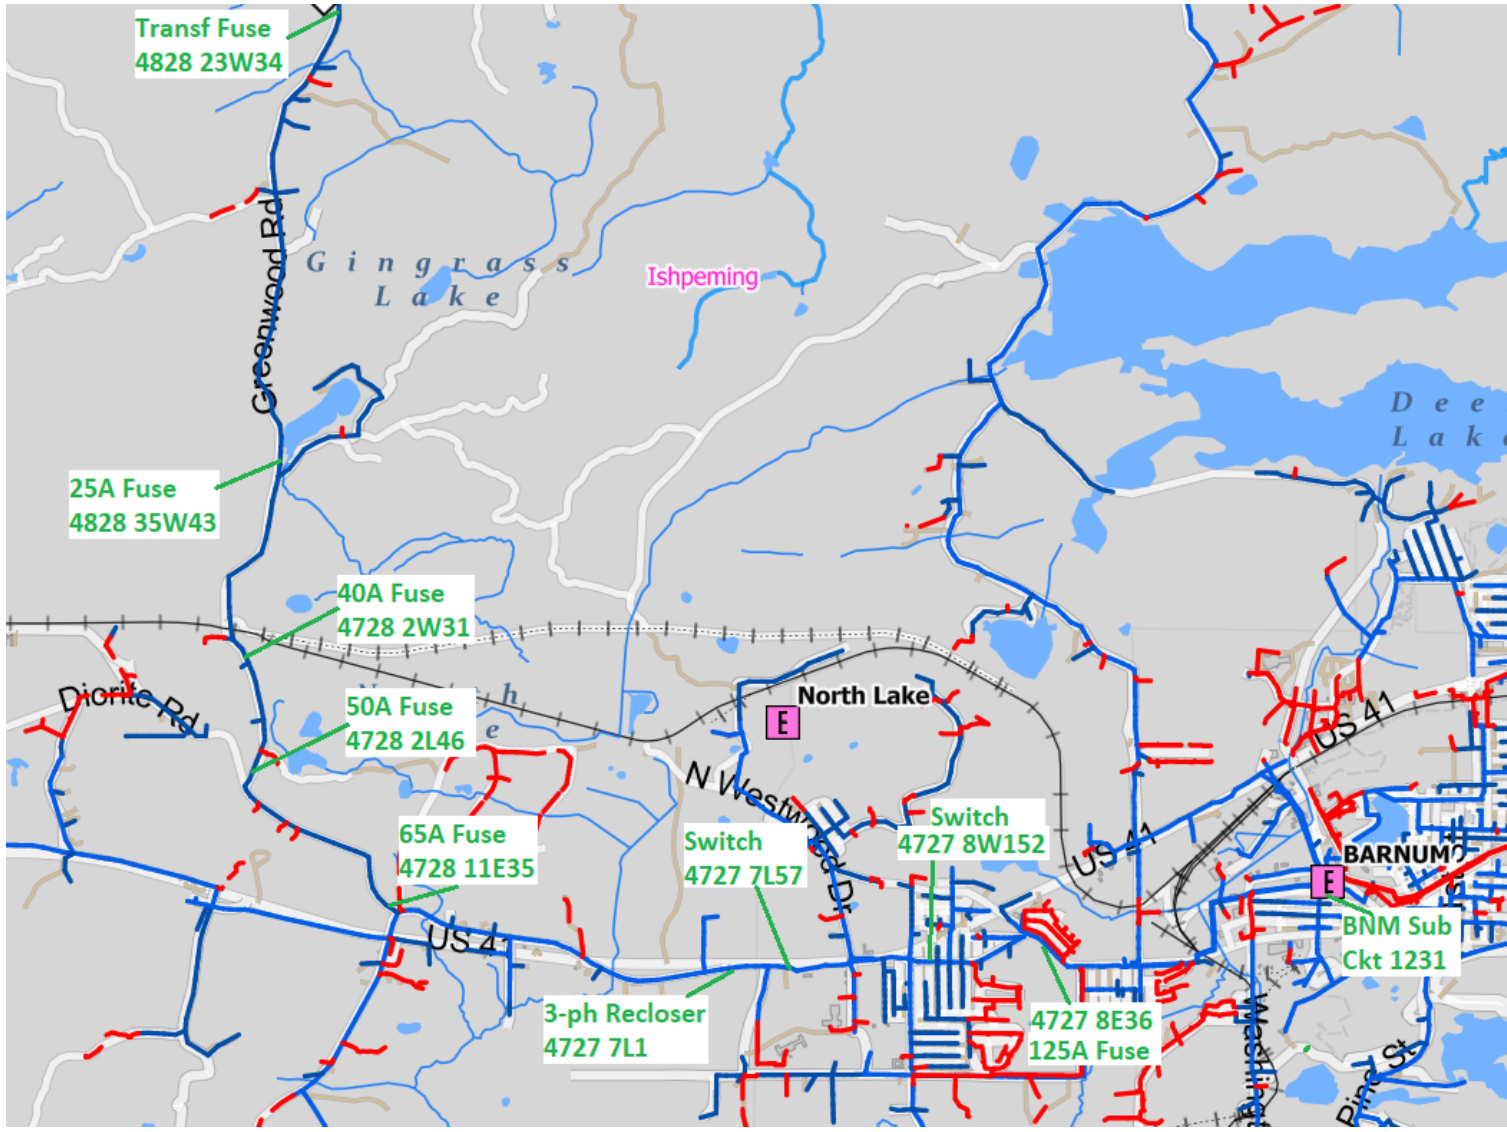 Transf Fuse
4828 23W34
Greenwood Rd
Gingrass
Lake
Ishpeming
Dee
Lake
25A Fuse
4828 35W43
40A Fuse
4728 2W31
Diorite Rd
North Lake
E
50A Fuse
4728 2L46
US 41
N Westwood Dr
65A Fuse
4728 11E35
Switch
4727 7L57
Switch
4727 8W152
US 41
BARNUM
E
BNM Sub
Ckt 1231
US 41
3-ph Recloser
4727 7L1
4727 8E36
125A Fuse
Pine St